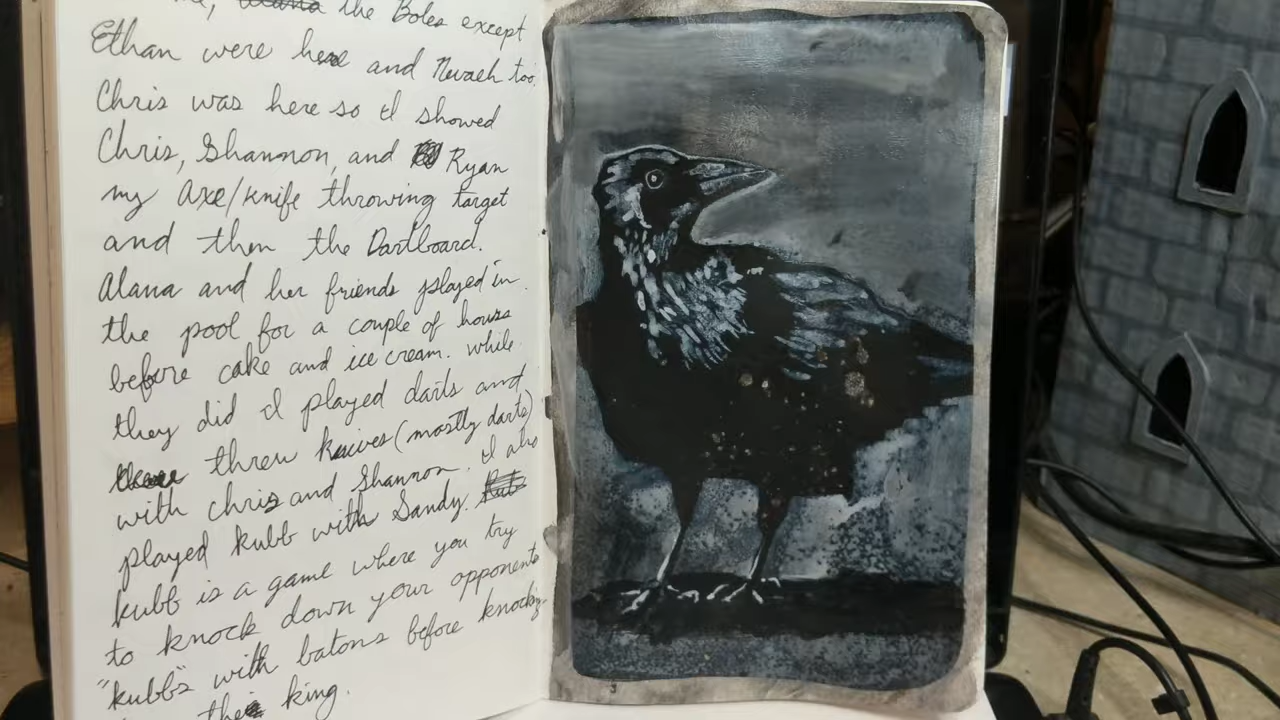 the Boles except
Ethan were here and Nevaeh too.
Chris was here so I showed
Chris, Shannon, and Ryan
my Axe/knife throwing target
and then the Dartboard.
Alana and her friends played in
the pool for a couple of hours
before cake and ice cream. while
they did I played darts and
threw knives (mostly darts)
with chris and Shannon. I also
played kubb with Sandy.
kubb is a game where you try
to knock down your opponents
"kubbs" with batons before knocking
the king.
3